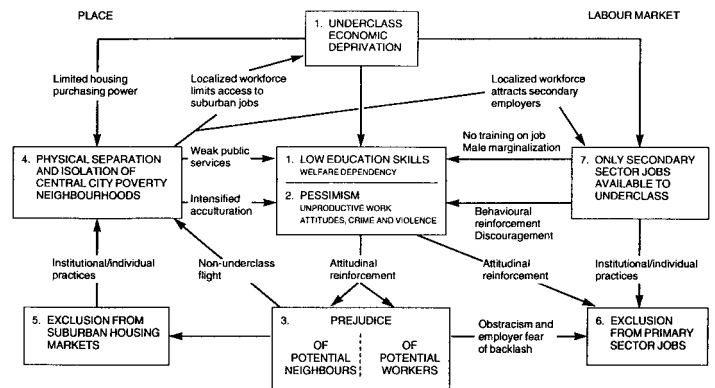 PLACE
LABOUR MARKET
1. UNDERCLASS
ECONOMIC
DEPRIVATION
Limited housing
purchasing power
Localized workforce
limits access to
suburban jobs
Localized workforce
attracts secondary
employers
4. PHYSICAL SEPARATION
AND ISOLATION OF
CENTRAL CITY POVERTY
NEIGHBOURHOODS
Weak public
services
Intensified
acculturation
1. LOW EDUCATION SKILLS
WELFARE DEPENDENCY
2. PESSIMISM
UNPRODUCTIVE WORK
ATTITUDES, CRIME AND VIOLENCE
No training on job
Male marginalization
Behavioural
reinforcement
Discouragement
7. ONLY SECONDARY
SECTOR JOBS
AVAILABLE TO
UNDERCLASS
Institutional/individual
practices
Non-underclass
flight
Attitudinal
reinforcement
Attitudinal
reinforcement
Institutional/individual
practices
5. EXCLUSION FROM
SUBURBAN HOUSING
MARKETS
3. PREJUDICE
OF
POTENTIAL
NEIGHBOURS
OF
POTENTIAL
WORKERS
Obstracism and
employer fear
of backlash
6. EXCLUSION
FROM PRIMARY
SECTOR JOBS